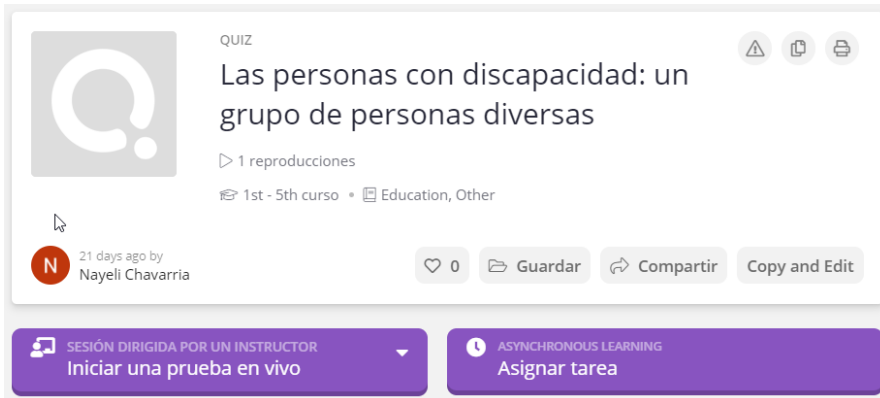 QUIZ
Las personas con discapacidad: un
grupo de personas diversas
1 reproducciones
1st - 5th curso • Education, Other
N
21 days ago by
Nayeli Chavarria
0
Guardar
Compartir
Copy and Edit
SESIÓN DIRIGIDA POR UN INSTRUCTOR
Iniciar una prueba en vivo
ASYNCHRONOUS LEARNING
Asignar tarea